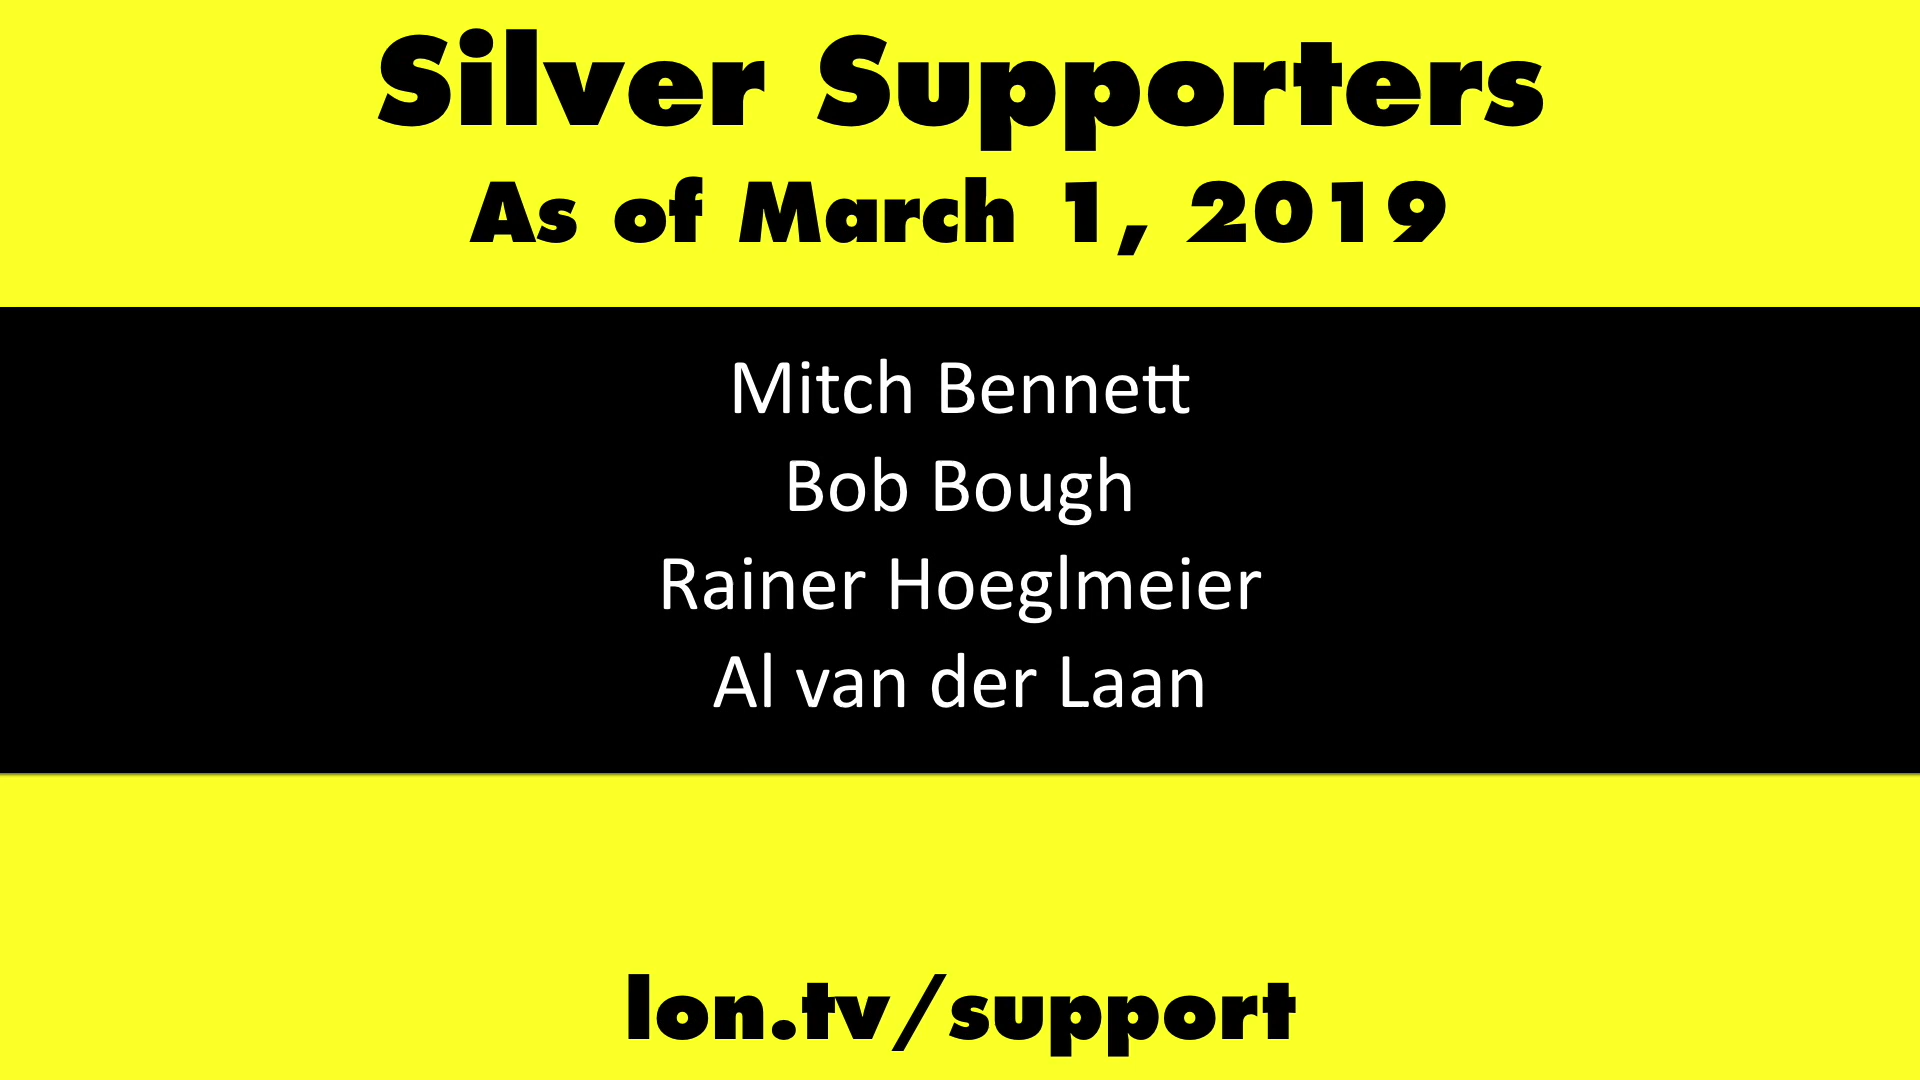 Silver Supporters
As of March 1, 2019
Mitch Bennett
Bob Bough
Rainer Hoeglmeier
Al van der Laan
lon.tv/support